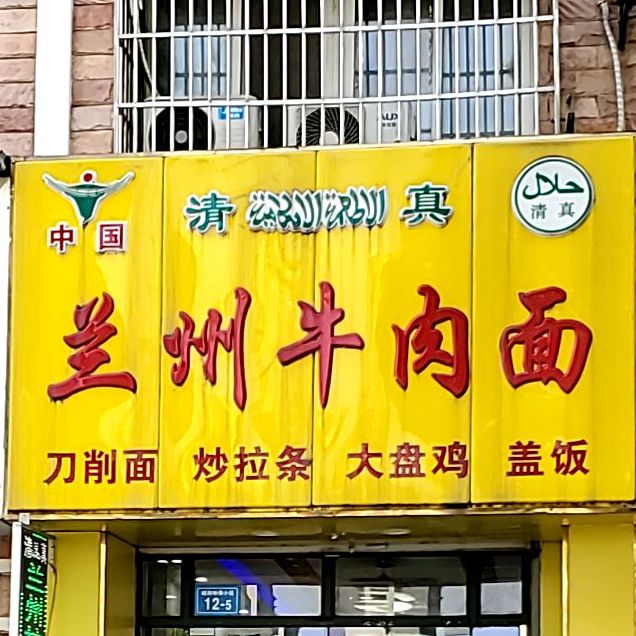 中国
清 真
حلال
清真
兰州牛肉面
刀削面 炒拉条 大盘鸡 盖饭
12-5